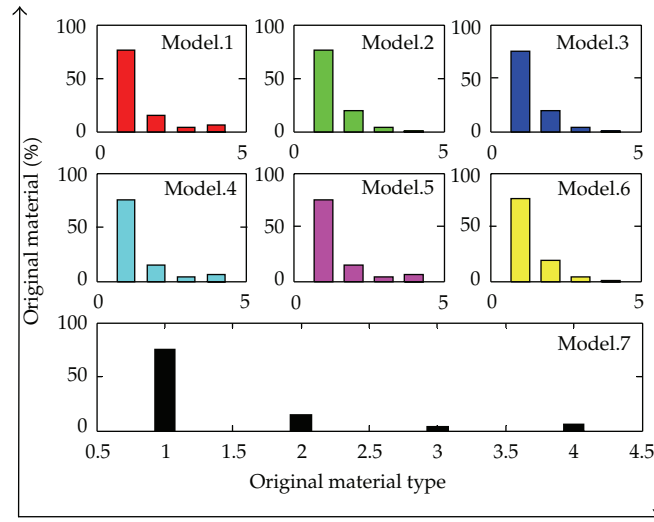 100 Model.1 100 Model.2 100 Model.3
50 50 50
0 0 0
0 5 0 5 0 5
100 Model.4 100 Model.5 100 Model.6
50 50 50
0 0 0
0 5 0 5 0 5
100 Model.7
50
0
0.5 1 1.5 2 2.5 3 3.5 4 4.5
Original material type
Original material (%)